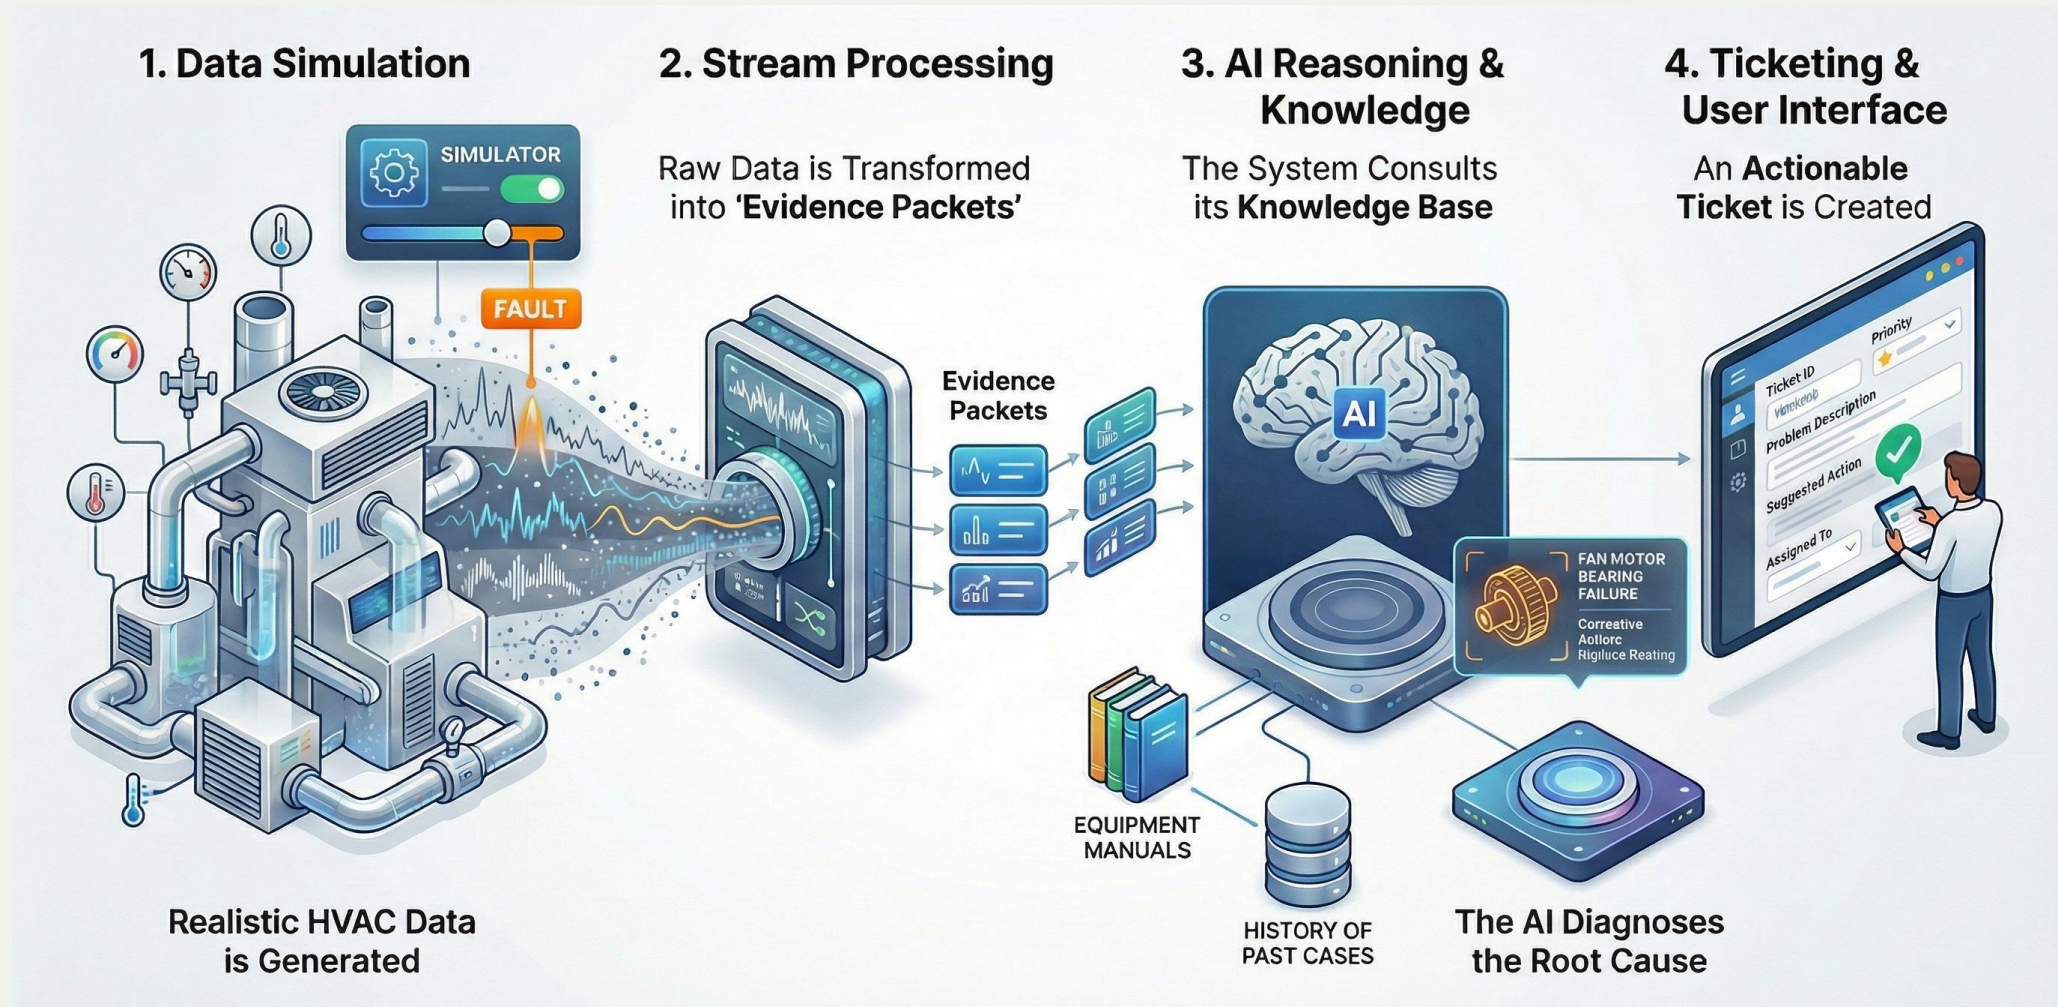 1. Data Simulation
SIMULATOR
FAULT
Realistic HVAC Data
is Generated
2. Stream Processing
Raw Data is Transformed
into ‘Evidence Packets’
Evidence
Packets
3. AI Reasoning &
Knowledge
The System Consults
its Knowledge Base
AI
FAN MOTOR
BEARING
FAILURE
Correative
Rigiluce Reating
EQUIPMENT
MANUALS
HISTORY OF
PAST CASES
The AI Diagnoses
the Root Cause
4. Ticketing &
User Interface
An Actionable
Ticket is Created
Priority
Ticket ID
Problem Description
Suggested Action
Assigned To